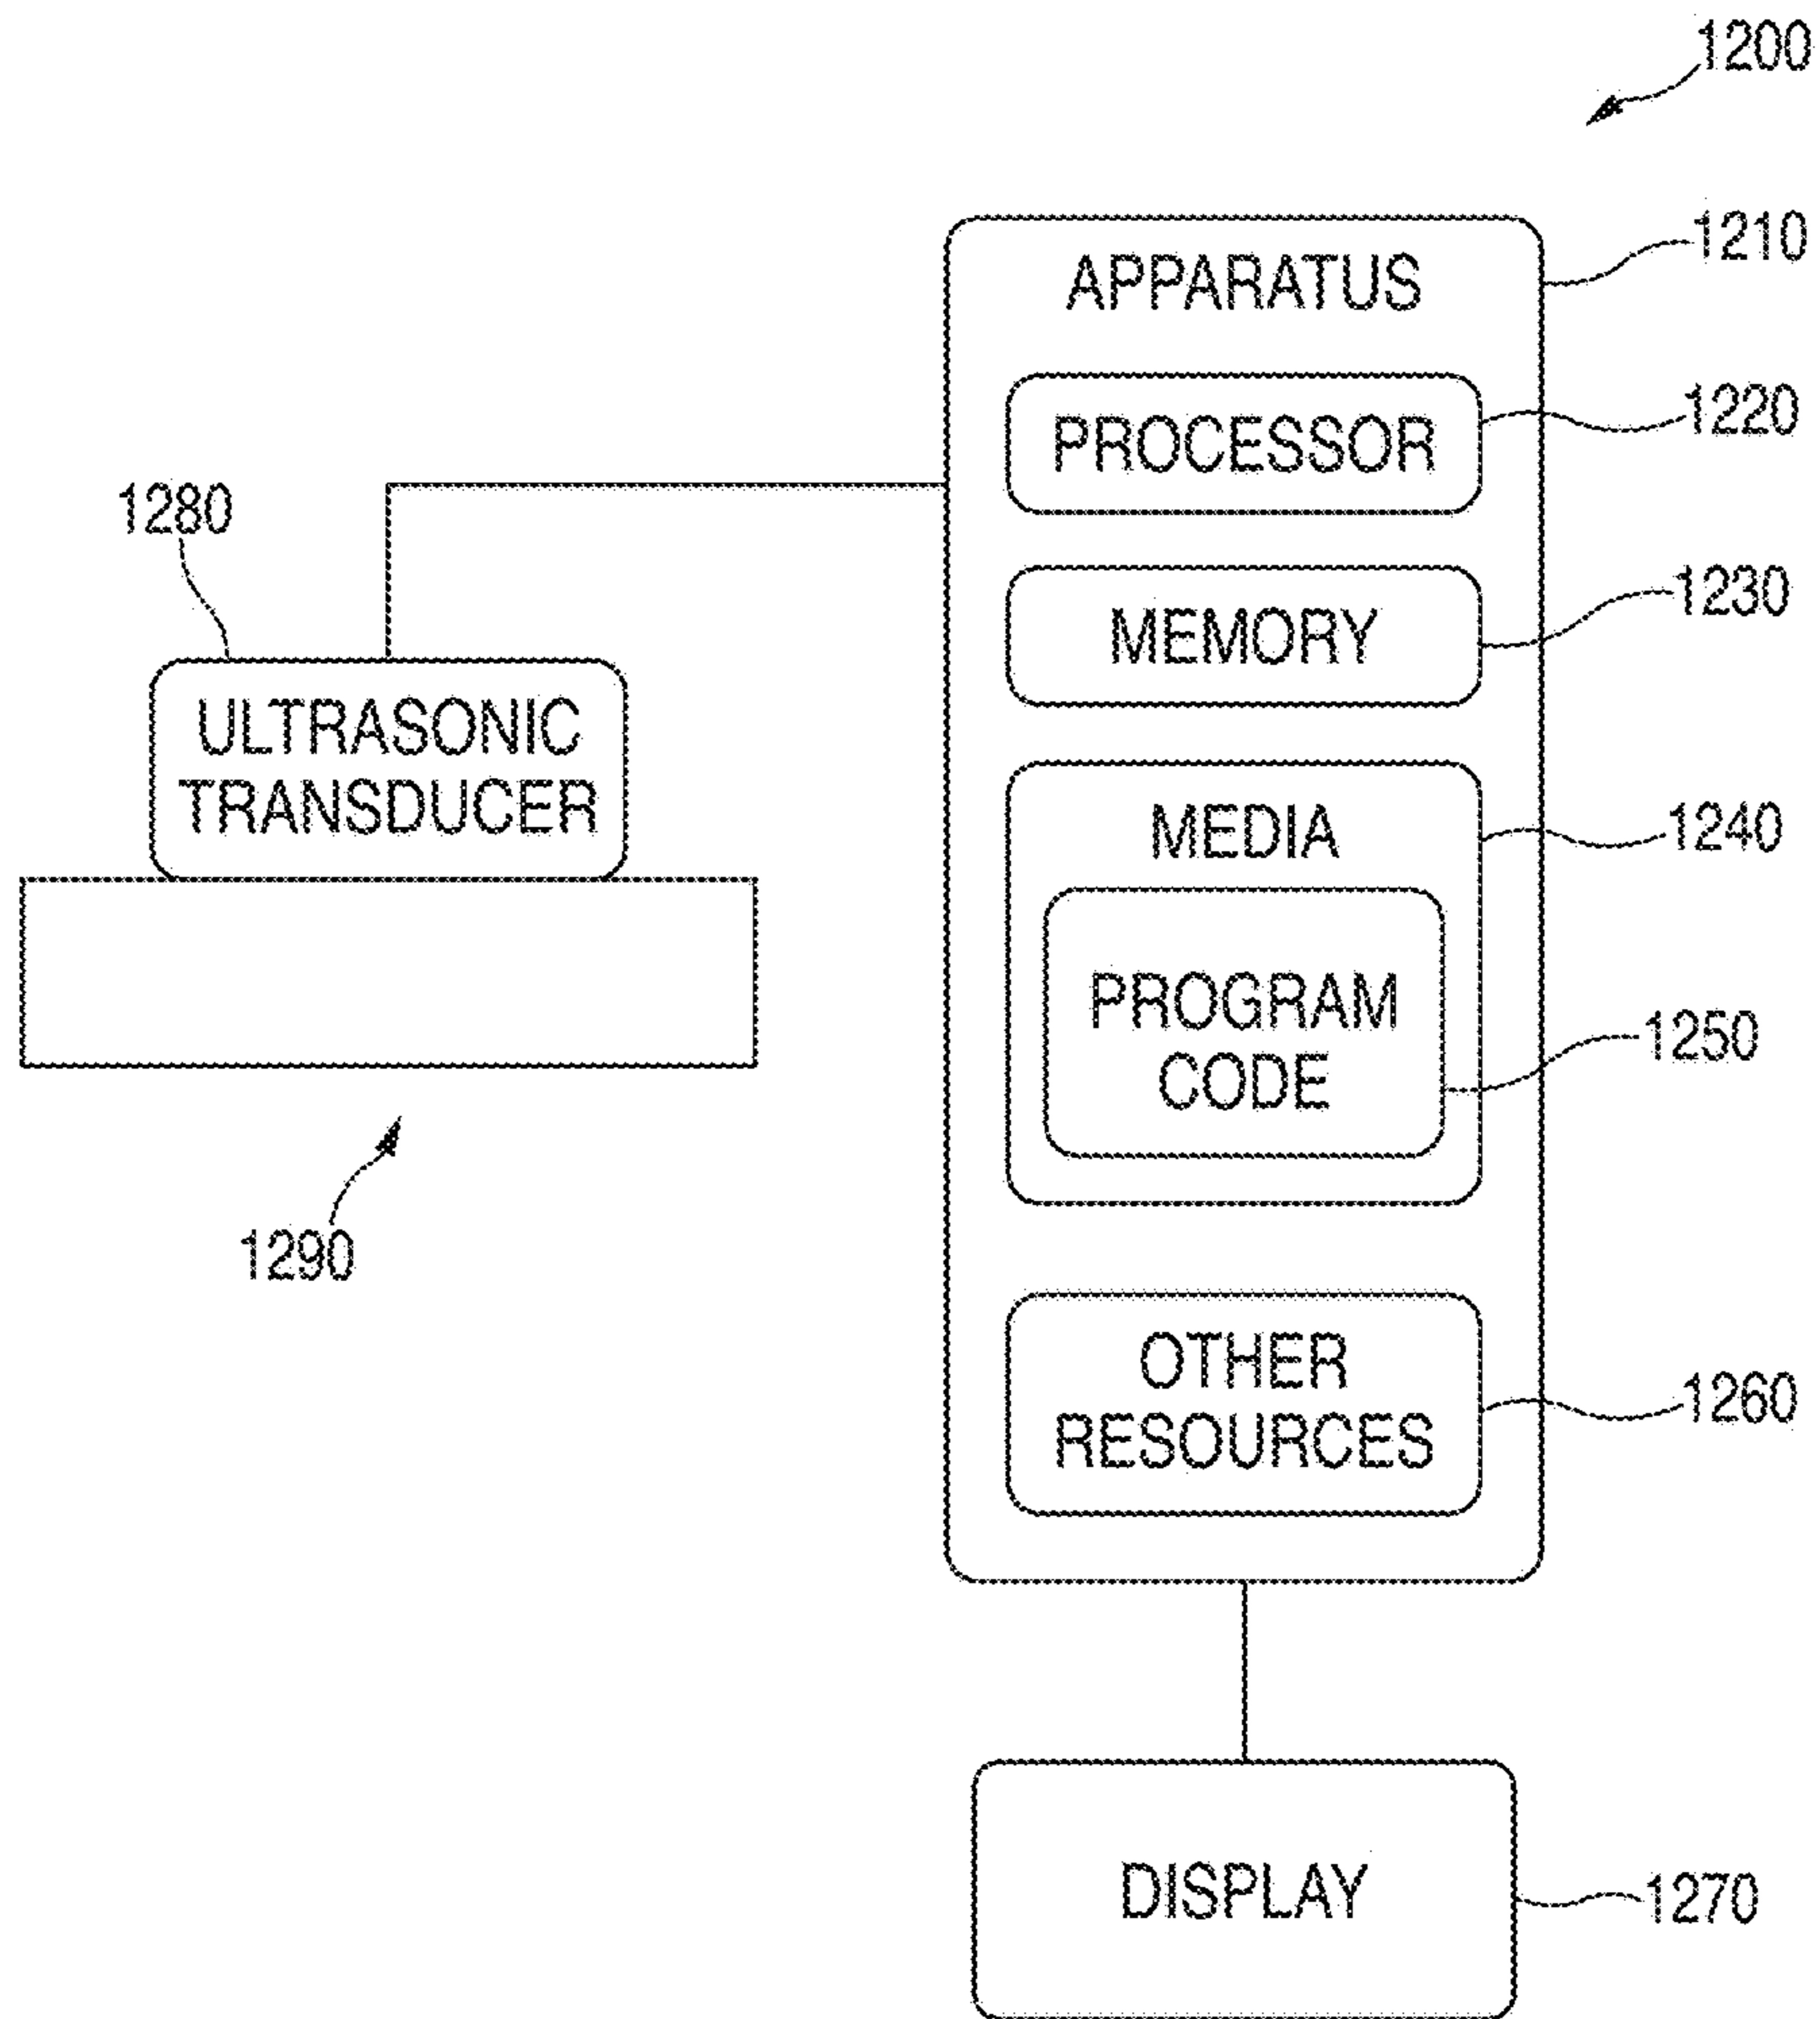 1200
1210
APPARATUS
PROCESSOR
1220
1280
MEMORY
1230
ULTRASONIC
TRANSDUCER
MEDIA
1240
PROGRAM
CODE
1250
1290
OTHER
RESOURCES
1260
DISPLAY
1270